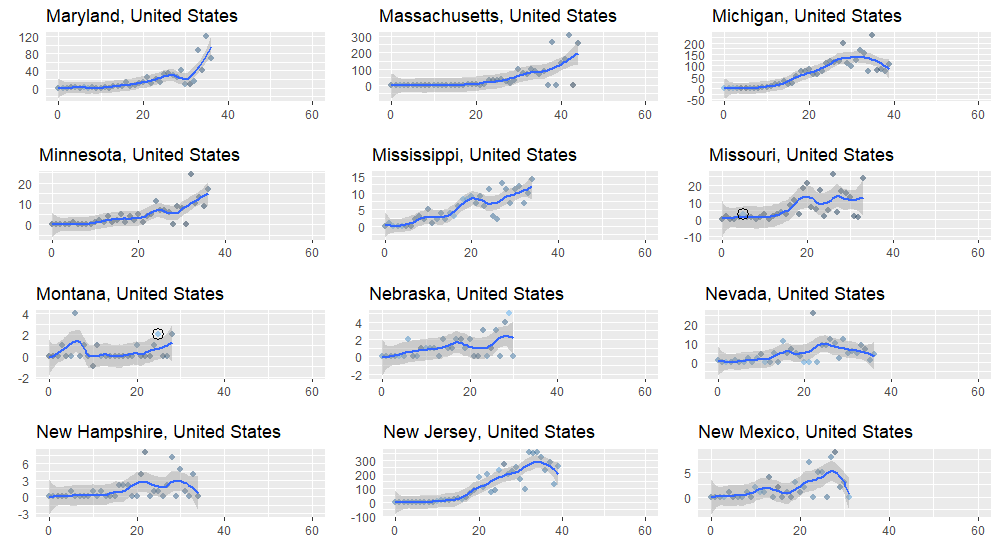 Maryland, United States
120
80
40
0
0 20 40 60
Massachusetts, United States
300
200
100
0
0 20 40 60
Michigan, United States
200
150
100
50
0
-50
0 20 40 60
Minnesota, United States
20
10
0
0 20 40 60
Mississippi, United States
15
10
5
0
0 20 40 60
Missouri, United States
20
10
0
-10
0 20 40 60
Montana, United States
4
2
0
-2
0 20 40 60
Nebraska, United States
4
2
0
-2
0 20 40 60
Nevada, United States
20
10
0
0 20 40 60
New Hampshire, United States
6
3
0
-3
0 20 40 60
New Jersey, United States
300
200
100
0
-100
0 20 40 60
New Mexico, United States
5
0
0 20 40 60